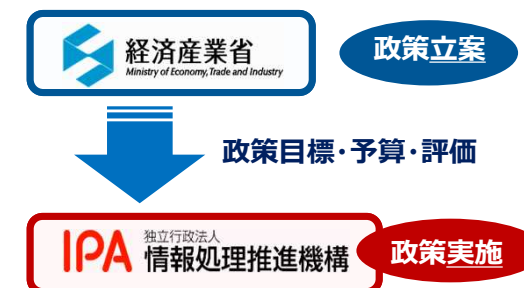 経済産業省
Ministry of Economy, Trade and Industry
政策立案
政策目標・予算・評価
IPA 独立行政法人
情報処理推進機構
政策実施